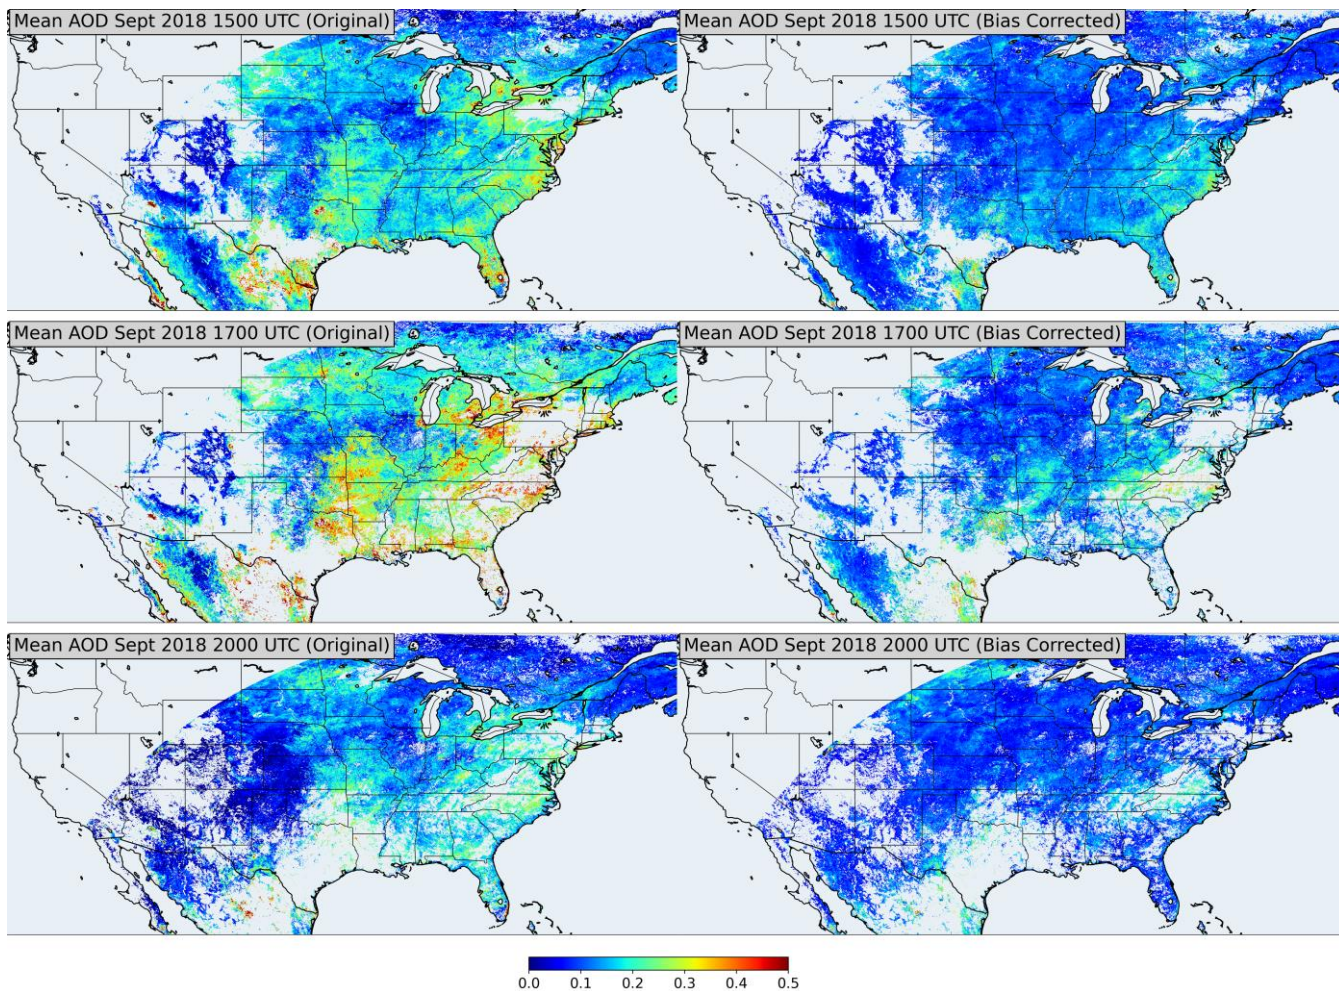 Mean AOD Sept 2018 1500 UTC (Original)
Mean AOD Sept 2018 1500 UTC (Bias Corrected)
Mean AOD Sept 2018 1700 UTC (Original)
Mean AOD Sept 2018 1700 UTC (Bias Corrected)
Mean AOD Sept 2018 2000 UTC (Original)
Mean AOD Sept 2018 2000 UTC (Bias Corrected)
0.0 0.1 0.2 0.3 0.4 0.5